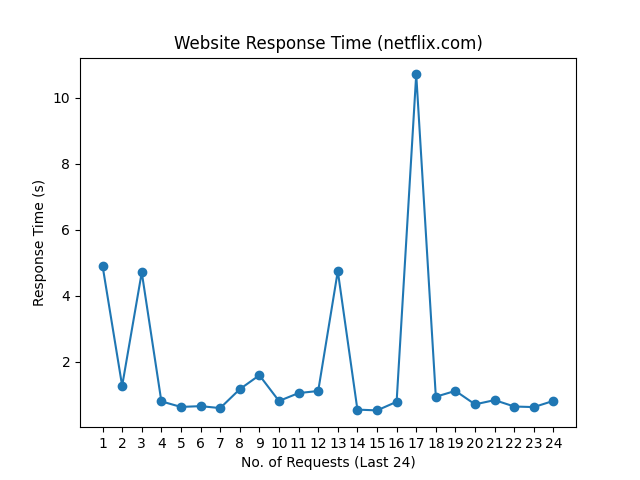 Website Response Time (netflix.com)
10
8
6
4
2
Response Time (s)
1 2 3 4 5 6 7 8 9 10 11 12 13 14 15 16 17 18 19 20 21 22 23 24
No. of Requests (Last 24)